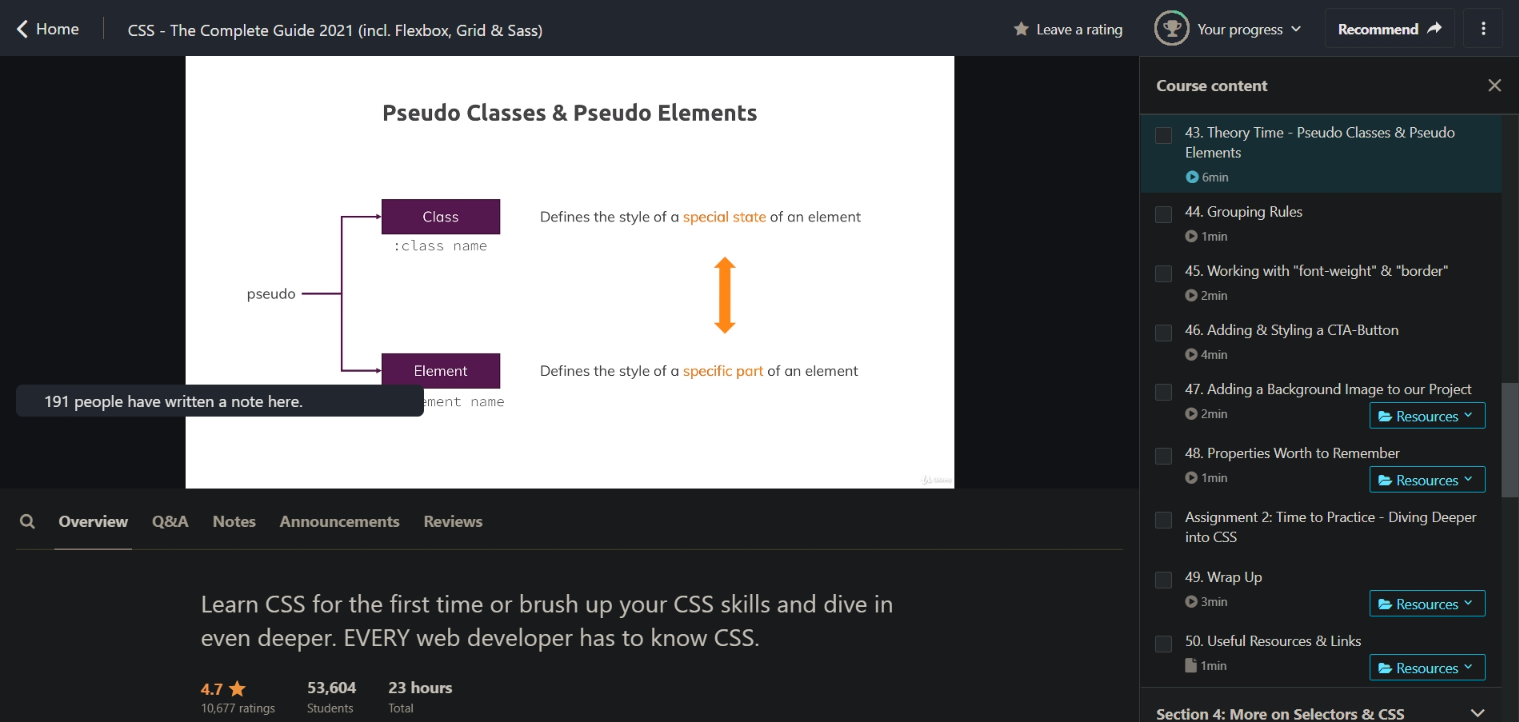 Home
CSS - The Complete Guide 2021 (incl. Flexbox, Grid & Sass)
Leave a rating
Your progress
Recommend
Pseudo Classes & Pseudo Elements
Class
Defines the style of a special state of an element
:class name
pseudo
Element
Defines the style of a specific part of an element
ement name
191 people have written a note here.
Overview
Q&A
Notes
Announcements
Reviews
Learn CSS for the first time or brush up your CSS skills and dive in
even deeper. EVERY web developer has to know CSS.
4.7
53,604
23 hours
10,677 ratings
Students
Total
Course content
43. Theory Time - Pseudo Classes & Pseudo
Elements
6min
44. Grouping Rules
1min
45. Working with "font-weight" & "border"
2min
46. Adding & Styling a CTA-Button
4min
47. Adding a Background Image to our Project
2min
Resources
48. Properties Worth to Remember
1min
Resources
Assignment 2: Time to Practice - Diving Deeper
into CSS
49. Wrap Up
3min
Resources
50. Useful Resources & Links
1min
Resources
Section 4: More on Selectors & CSS